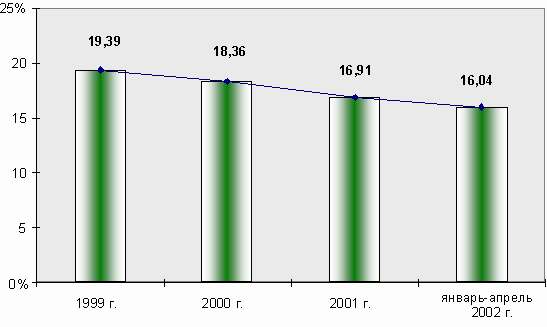 25%
20
15
10
5
0%
19,39
18,36
16,91
16,04
1999 г.
2000 г.
2001 г.
январь-апрель
2002 г.